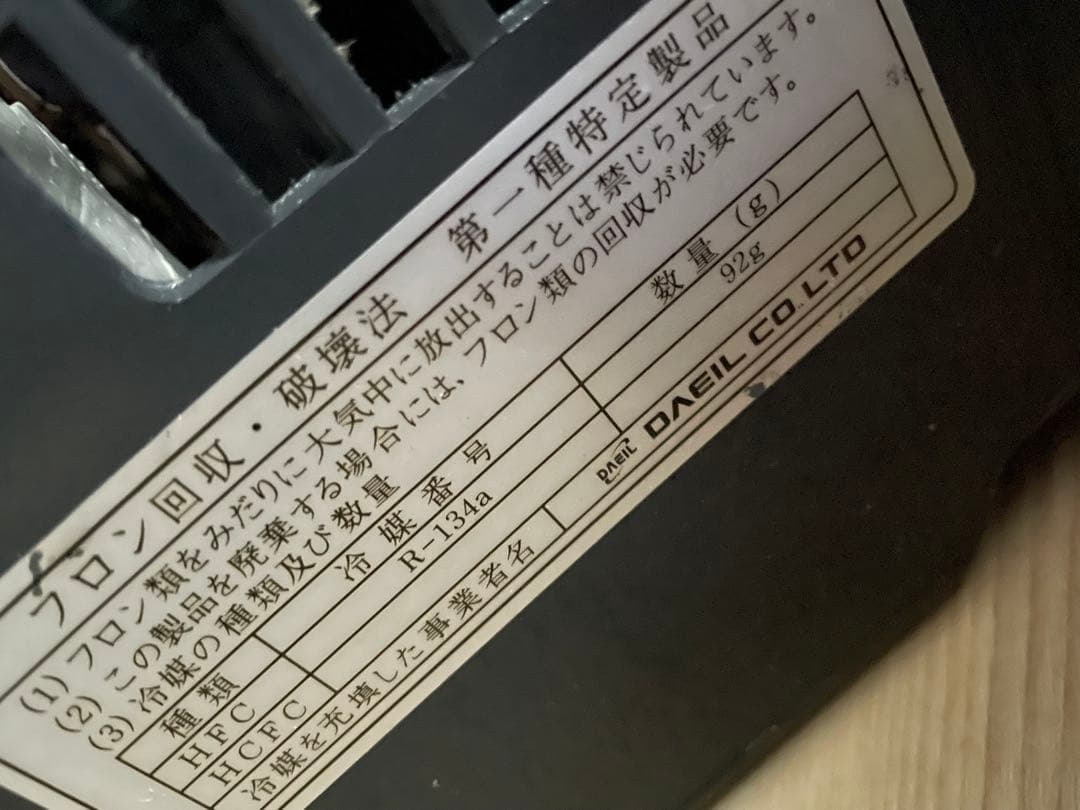 フロン回収・破壊法 第一種特定製品
(1) フロン類をみだりに大気中に放出することは禁じられています。
(2) この製品を廃棄する場合には、フロン類の回収が必要です。
(3) 冷媒の種類及び数量
種類 冷媒番号 数量 (g)
HFC R-134a 92g
HCFC
冷媒を充填した事業者名 DAEIL DAEIL CO.,LTD